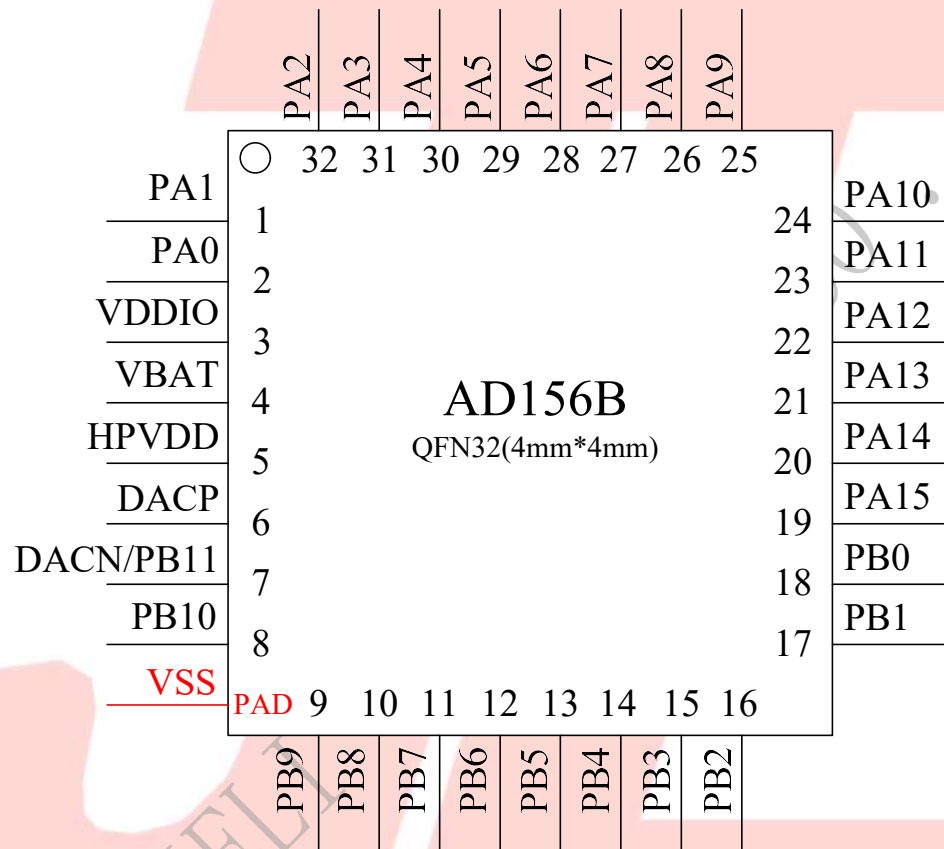 PA2 PA3 PA4 PA5 PA6 PA7 PA8 PA9
32 31 30 29 28 27 26 25
PA1 1 24 PA10
PA0 2 23 PA11
VDDIO 3 22 PA12
VBAT 4 21 PA13
AD156B
HPVDD 5 20 PA14
QFN32(4mm*4mm)
DACP 6 19 PA15
DACN/PB11 7 18 PB0
PB10 8 17 PB1
VSS PAD 9 10 11 12 13 14 15 16
PB9 PB8 PB7 PB6 PB5 PB4 PB3 PB2